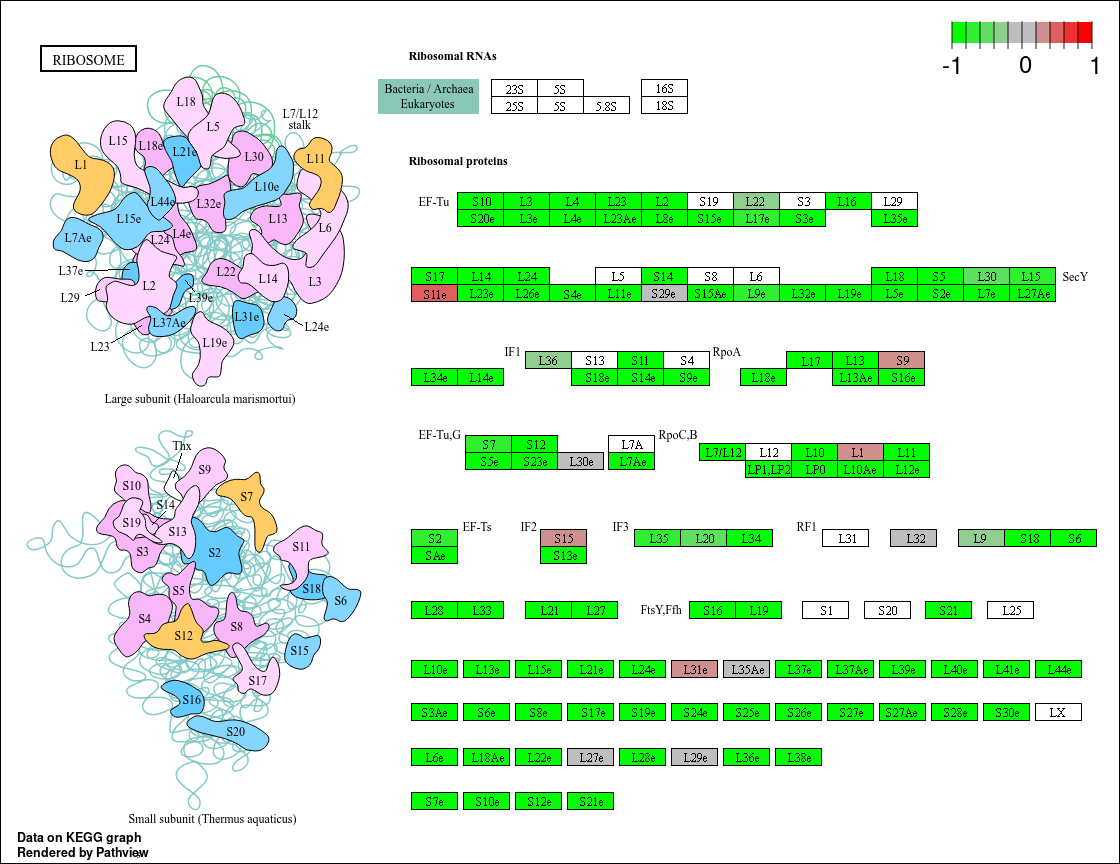 RIBOSOME
-1 0 1
Ribosomal RNAs
Bacteria / Archaea 23S 5S 16S
Eukaryotes 25S 5S 5.8S 18S
Ribosomal proteins
EF-Tu S10 L3 L4 L23 L2 S19 L22 S3 L16 L29
S20e L3e L4e L23Ae L8e S15e L17e S3e L35e
S17 L14 L24 L5 S14 S8 L6 L18 S5 L30 L15 SecY
S11e L23e L26e S4e L11e S29e S15Ae L9e L32e L19e L5e S2e L7e L27Ae
IF1 L36 S13 S11 S4 RpoA L17 L13 S9
L34e L14e S18e S14e S9e L18e L13Ae S16e
EF-Tu,G S7 S12 L7A RpoC,B L7/L12 L12 L10 L1 L11
S5e S23e L30e L7Ae LP1,LP2 LP0 L10Ae L12e
S2 EF-Ts IF2 S15 IF3 L35 L20 L34 RF1 L31 L32 L9 S18 S6
SAe S13e
L28 L33 L21 L27 FtsY,Ffh S16 L19 S1 S20 S21 L25
L10e L13e L15e L21e L24e L31e L35Ae L37e L37Ae L39e L40e L41e L44e
S3Ae S6e S8e S17e S19e S24e S25e S26e S27e S27Ae S28e S30e LX
L6e L18Ae L22e L27e L28e L29e L36e L38e
S7e S10e S12e S21e
L18
L5
L7/L12
stalk
L15 L18e L21e L30 L11
L1
L44e L32e L10e
L15e L13
L7Ae L24 L4e L6
L37e L22 L14 L3
L2
L29 L39e
L37Ae L31e L24e
L23 L19e
Large subunit (Haloarcula marismortui)
Thx
S9
S10 S7
S14
S19 S13
S3 S2 S11
S5 S18
S6
S4 S12 S8
S15
S17
S16
S20
Small subunit (Thermus aquaticus)
Data on KEGG graph
Rendered by Pathview